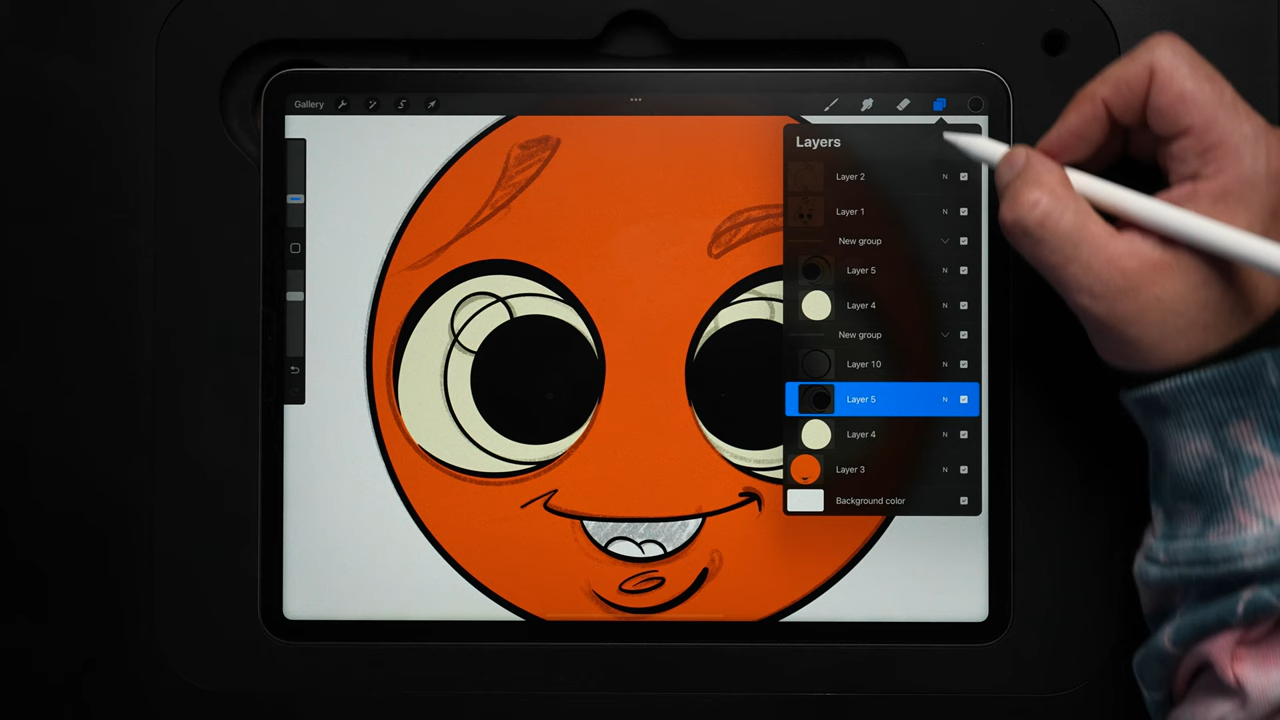 Gallery
Layers
Layer 2 N
Layer 1 N
New group
Layer 5 N
Layer 4 N
New group
Layer 10 N
Layer 5 N
Layer 4 N
Layer 3 N
Background color